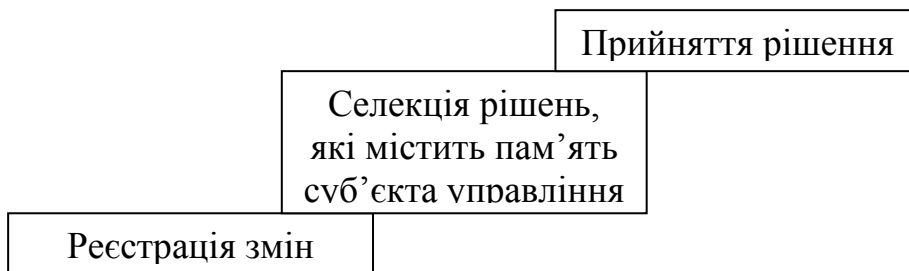 Прийняття рішення
Селекція рішень,
які містить пам’ять
суб’єкта управління
Реєстрація змін